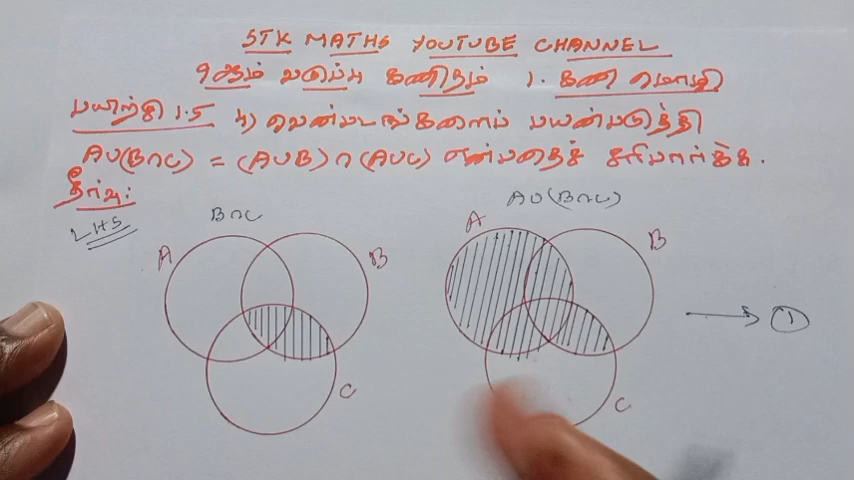 STK MATHS YOUTUBE CHANNEL
9ஆம் வகுப்பு கணிதம் 1. கண மொழி
பயிற்சி 1.5 4) வென்படங்களைப் பயன்படுத்தி
A∪(B∩C) = (A∪B)∩(A∪C) என்பதைச் சரிபார்க்க.
தீர்வு:
LHS
B∩C
A∪(B∩C)
A B A B
→ 1
C C